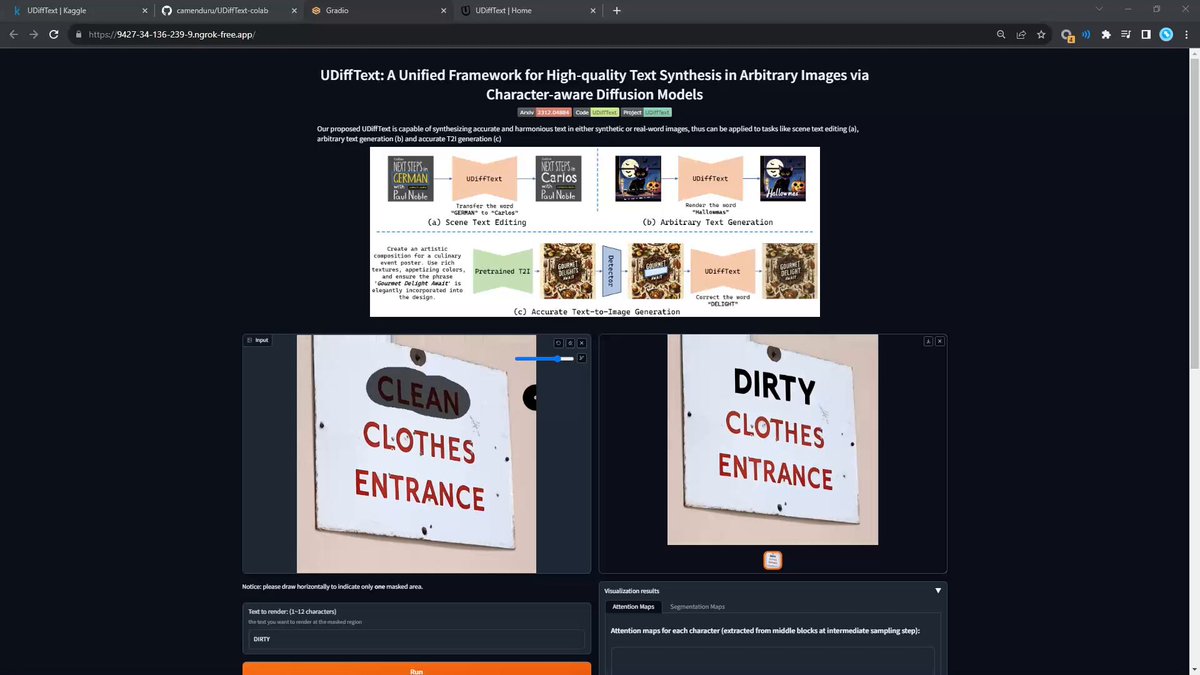 UDiffText | Kaggle
camenduru/UDiffText-colab
Gradio
UDiffText | Home
https://9427-34-136-239-9.ngrok-free.app/
UDiffText: A Unified Framework for High-quality Text Synthesis in Arbitrary Images via
Character-aware Diffusion Models
Arxiv 2312.04884 Code UDiffText Project UDiffText
Our proposed UDiffText is capable of synthesizing accurate and harmonious text in either synthetic or real-word images, thus can be applied to tasks like scene text editing (a),
arbitrary text generation (b) and accurate T2I generation (c)
NEXT STEPS in
GERMAN
with
Paul Noble
UDiffText
NEXT STEPS in
Carlos
with
Paul Noble
Transfer the word
"GERMAN" to "Carlos"
(a) Scene Text Editing
UDiffText
Hallowmas
Render the word
"Hallowmas"
(b) Arbitrary Text Generation
Create an artistic
composition for a culinary
event poster. Use rich
textures, appetizing colors,
and ensure the phrase
'Gourmet Delight Await' is
elegantly incorporated into
the design.
Pretrained T2I
GOURMET
DELIGHTS
AWAIT
Detector
GOURMET
AWAIT
UDiffText
GOURMET
DELIGHT
AWAIT
Correct the word
"DELIGHT"
(c) Accurate Text-to-Image Generation
Input
CLEAN
CLOTHES
ENTRANCE
DIRTY
CLOTHES
ENTRANCE
Notice: please draw horizontally to indicate only one masked area.
Text to render: (1~12 characters)
the text you want to render at the masked region
DIRTY
Run
Visualization results
Attention Maps
Segmentation Maps
Attention maps for each character (extracted from middle blocks at intermediate sampling step):